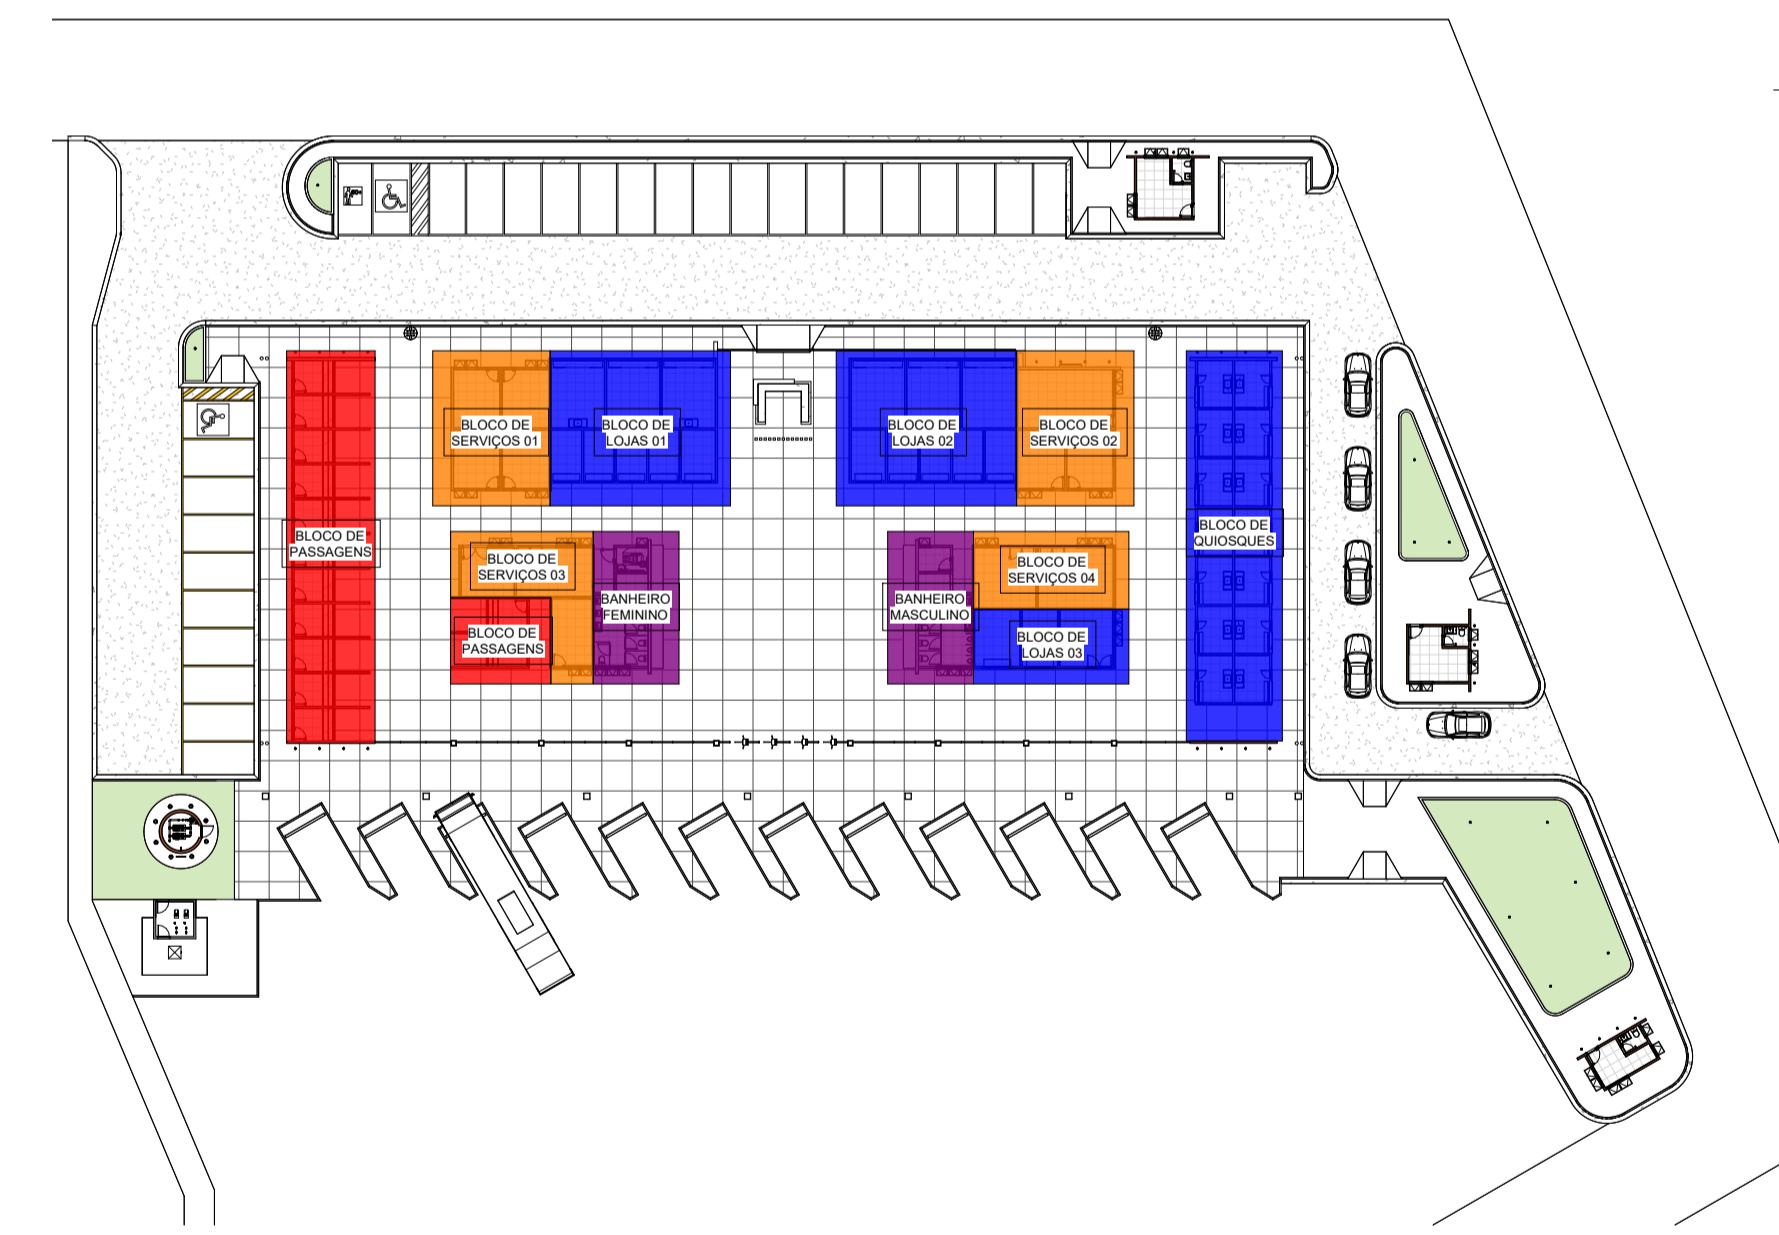 BLOCO DE
SERVIÇOS 01
BLOCO DE
LOJAS 01
BLOCO DE
LOJAS 02
BLOCO DE
SERVIÇOS 02
BLOCO DE
PASSAGENS
BLOCO DE
SERVIÇOS 03
BANHEIRO
FEMININO
BLOCO DE
PASSAGENS
BANHEIRO
MASCULINO
BLOCO DE
SERVIÇOS 04
BLOCO DE
LOJAS 03
BLOCO DE
QUIOSQUES